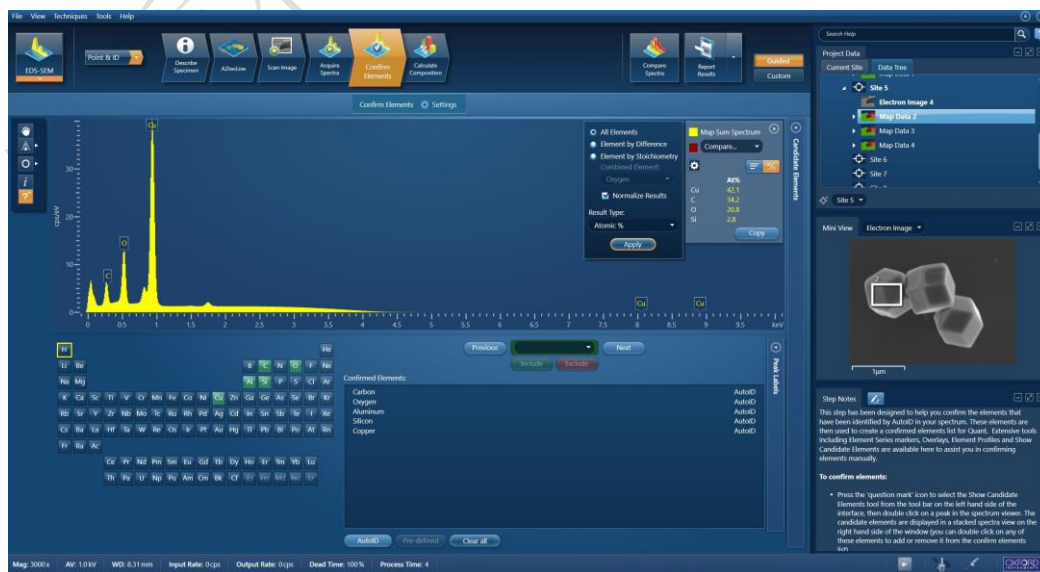 File View Techniques Tools Help
EDS-SEM
Point & ID
Describe Specimen
AZtecLive
Scan Image
Acquire Spectra
Confirm Elements
Calculate Composition
Compare Spectra
Report Results
Guided
Custom
Confirm Elements Settings
cps/eV
30
20
10
0
C
O
Cu
Cu
Cu
0 0.5 1 1.5 2 2.5 3 3.5 4 4.5 5 5.5 6 6.5 7 7.5 8 8.5 9 9.5 keV
All Elements
Element by Difference
Element by Stoichiometry
Combined Element:
Oxygen
Normalize Results
Result Type:
Atomic %
Apply
Map Sum Spectrum
Compare...
At%
Cu 42.1
C 34.2
O 20.8
Si 2.8
Copy
Candidate Elements
H He
Li Be B C N O F Ne
Na Mg Al Si P S Cl Ar
K Ca Sc Ti V Cr Mn Fe Co Ni Cu Zn Ga Ge As Se Br Kr
Rb Sr Y Zr Nb Mo Tc Ru Rh Pd Ag Cd In Sn Sb Te I Xe
Cs Ba La Hf Ta W Re Os Ir Pt Au Hg Tl Pb Bi Po At Rn
Fr Ra Ac
Ce Pr Nd Pm Sm Eu Gd Tb Dy Ho Er Tm Yb Lu
Th Pa U Np Pu Am Cm Bk Cf Es Fm Md No Lr
Previous
Next
Include
Exclude
Peak Labels
Confirmed Elements:
Carbon AutoID
Oxygen AutoID
Aluminum AutoID
Silicon AutoID
Copper AutoID
AutoID
Pre-defined
Clear all
Search Help
Project Data
Current Site Data Tree
Site 5
Electron Image 4
Map Data 2
Map Data 3
Map Data 4
Site 6
Site 7
Site 5
Mini View Electron Image
2
1µm
Step Notes
This step has been designed to help you confirm the elements that
have been identified by AutoID in your spectrum. These elements are
then used to create a confirmed elements list for Quant. Extensive tools
including Element Series markers, Overlays, Element Profiles and Show
Candidate Elements are available here to assist you in confirming
elements manually.
To confirm elements:
• Press the 'question mark' icon to select the Show Candidate
Elements tool from the tool bar on the left hand side of the
interface, then double click on a peak in the spectrum viewer. The
candidate elements are displayed in a stacked spectra view on the
right hand side of the window (you can double click on any of
these elements to add or remove it from the confirm elements
list)
Mag: 3000x AV: 1.0 kV WD: 8.31 mm Input Rate: 0 cps Output Rate: 0 cps Dead Time: 100% Process Time: 4
OXFORD
INSTRUMENTS